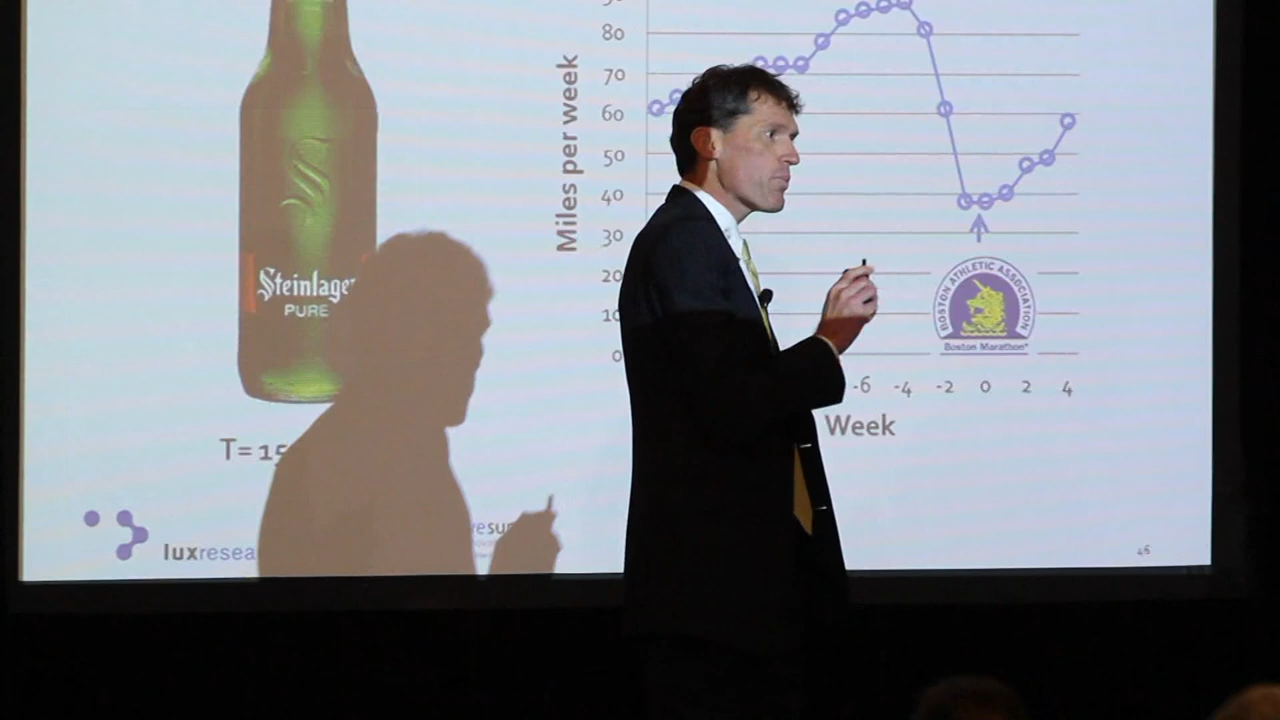 Steinlager
PURE
T= 15
luxresea
Miles per week
80
70
60
50
40
30
20
10
0
-6 -4 -2 0 2 4
Week
BOSTON ATHLETIC ASSOCIATION
Boston Marathon®
46